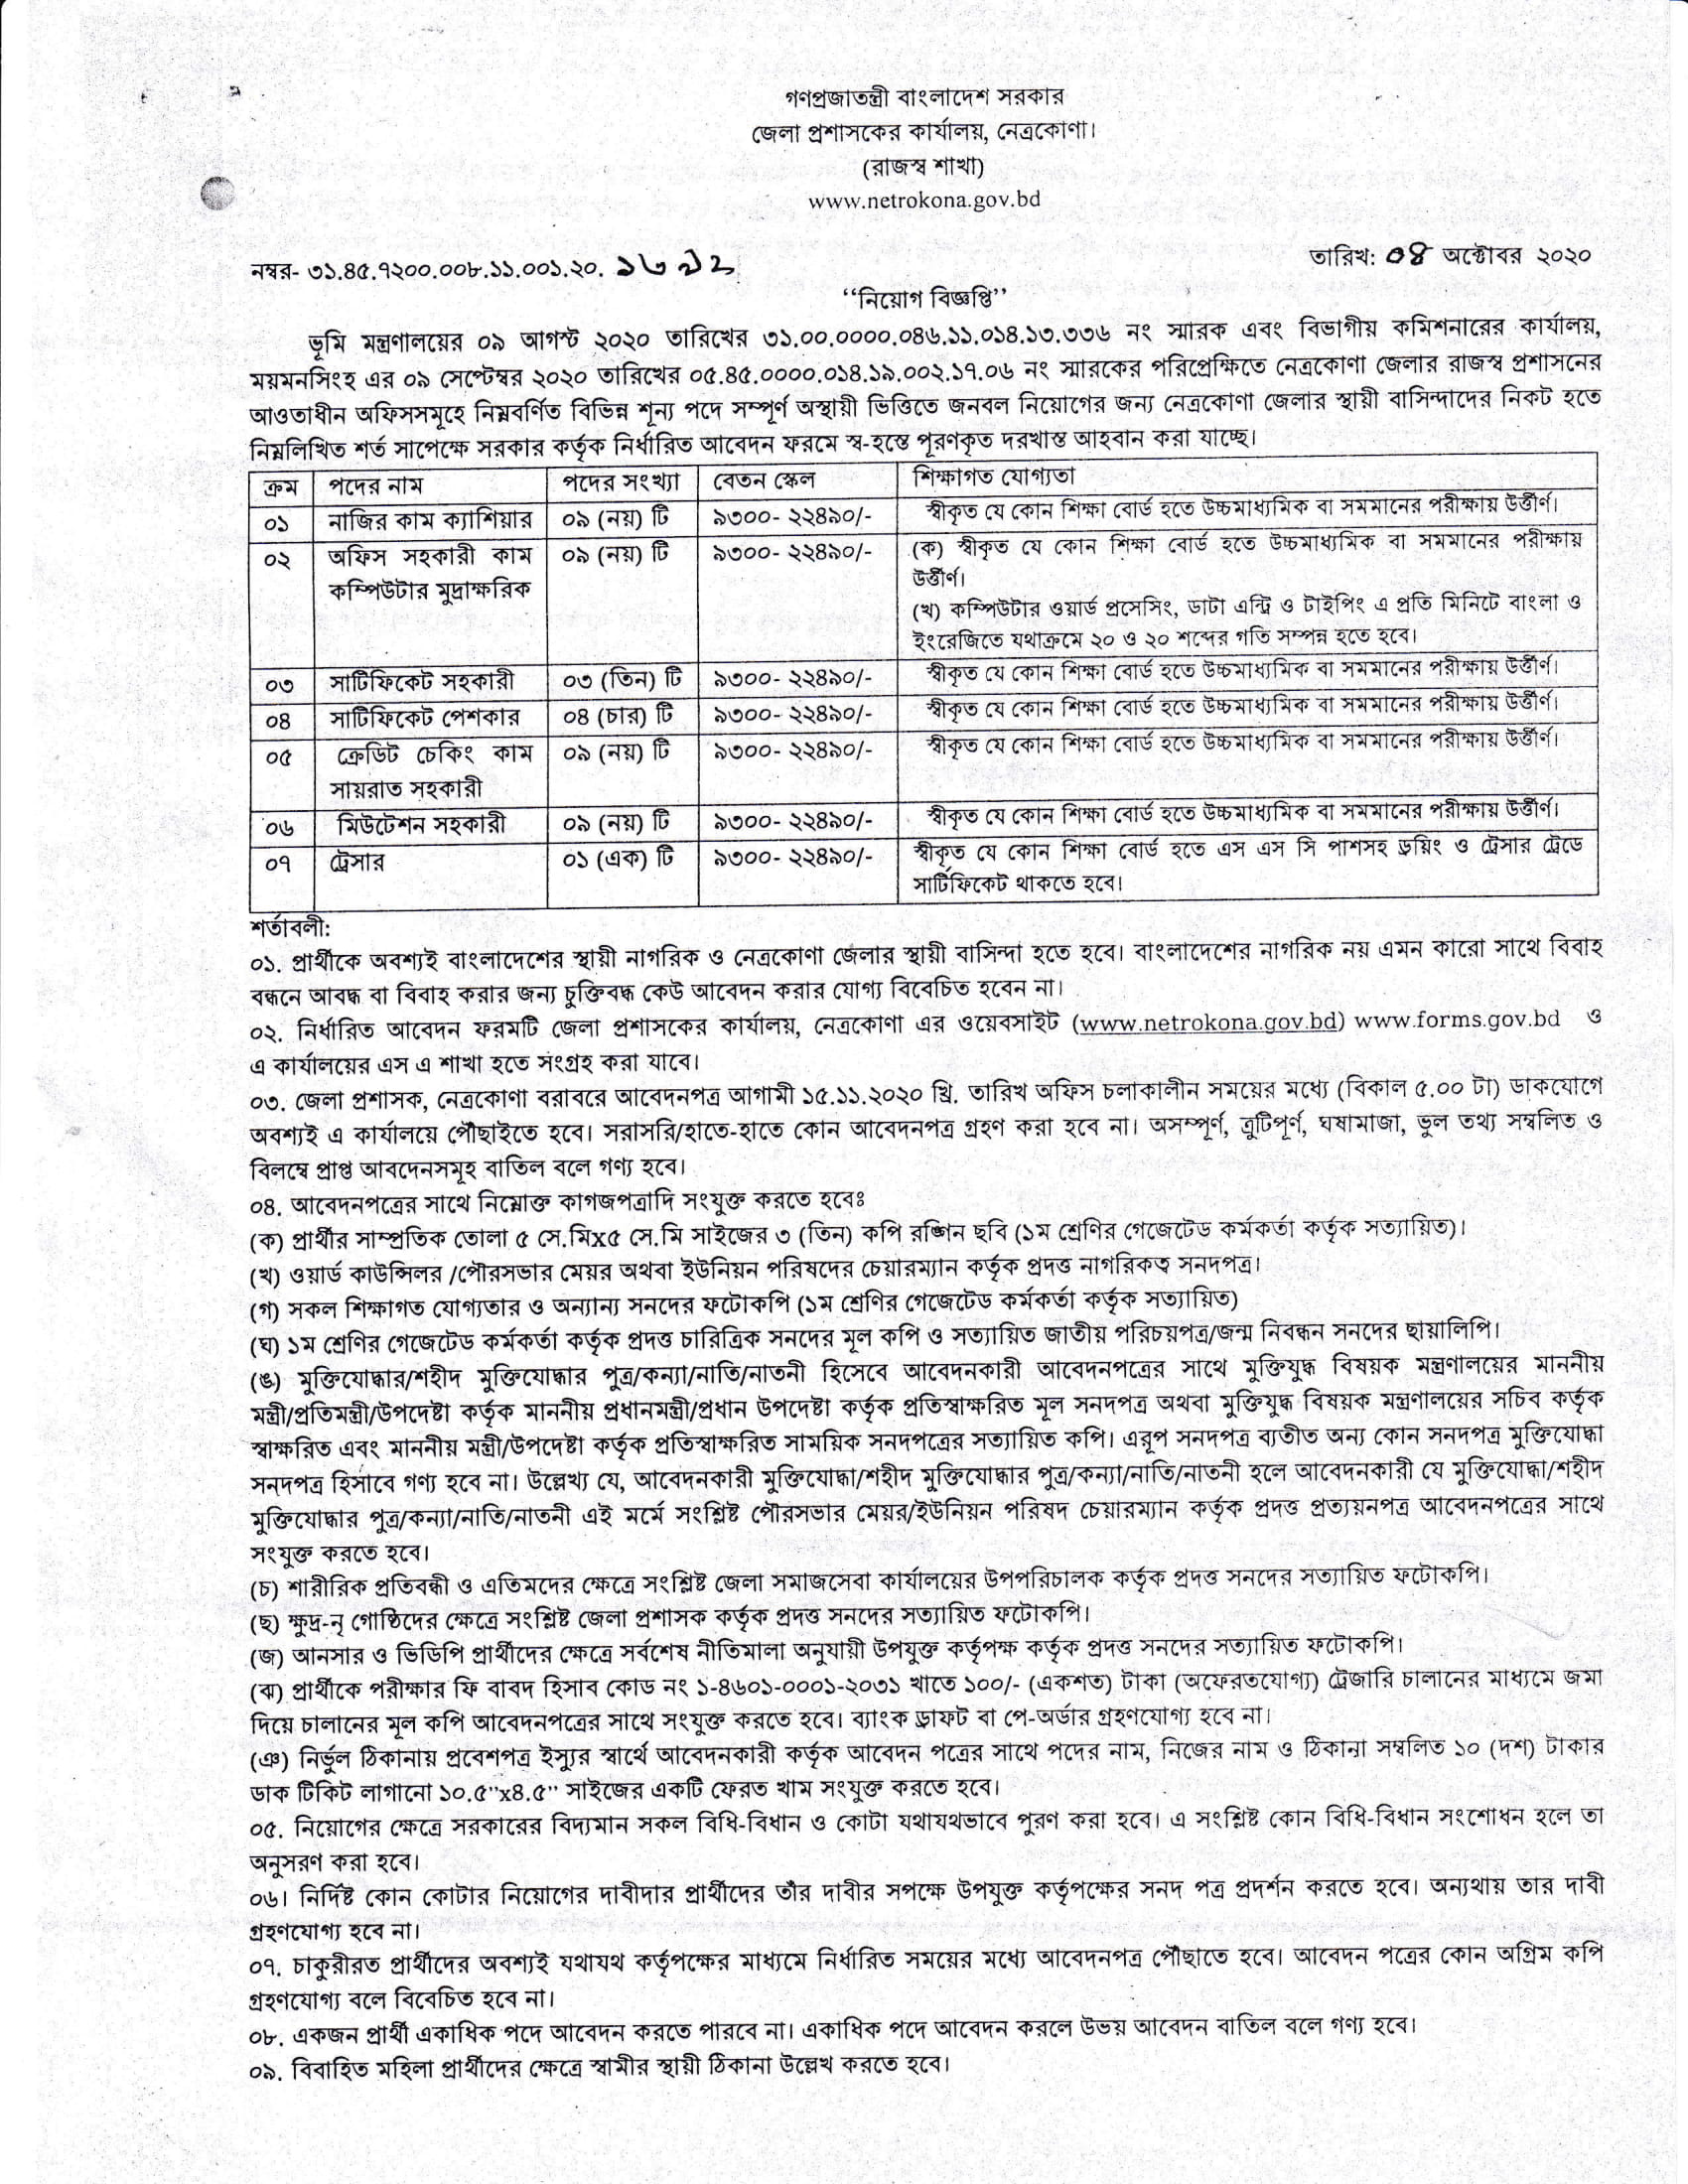 গণপ্রজাতন্ত্রী বাংলাদেশ সরকার
জেলা প্রশাসকের কার্যালয়, নেত্রকোণা।
(রাজস্ব শাখা)
www.netrokona.gov.bd
নম্বর- ৩১.৪৫.৭২০০.০০৮.১১.০০১.২০.
তারিখ: ০৪ অক্টোবর ২০২০
‘‘নিয়োগ বিজ্ঞপ্তি’’
ভূমি মন্ত্রণালয়ের ০৯ আগস্ট ২০২০ তারিখের ৩১.০০.০০০০.০৪৬.১১.০১৪.১৩.৩৩৬ নং স্মারক এবং বিভাগীয় কমিশনারের কার্যালয়,
ময়মনসিংহ এর ০৯ সেপ্টেম্বর ২০২০ তারিখের ০৫.৪৫.০০০০.০১৪.১৯.০০২.১৭.০৬ নং স্মারকের পরিপ্রেক্ষিতে নেত্রকোণা জেলার রাজস্ব প্রশাসনের
আওতাধীন অফিসসমূহে নিম্নবর্ণিত বিভিন্ন শূন্য পদে সম্পূর্ণ অস্থায়ী ভিত্তিতে জনবল নিয়োগের জন্য নেত্রকোণা জেলার স্থায়ী বাসিন্দাদের নিকট হতে
নিম্নলিখিত শর্ত সাপেক্ষে সরকার কর্তৃক নির্ধারিত আবেদন ফরমে স্ব-হস্তে পূরণকৃত দরখাস্ত আহবান করা যাচ্ছে।
ক্রম পদের নাম পদের সংখ্যা বেতন স্কেল শিক্ষাগত যোগ্যতা
০১ নাজির কাম ক্যাশিয়ার ০৯ (নয়) টি ৯৩০০- ২২৪৯০/- স্বীকৃত যে কোন শিক্ষা বোর্ড হতে উচ্চমাধ্যমিক বা সমমানের পরীক্ষায় উর্ত্তীর্ণ।
০২ অফিস সহকারী কাম ০৯ (নয়) টি ৯৩০০- ২২৪৯০/- (ক) স্বীকৃত যে কোন শিক্ষা বোর্ড হতে উচ্চমাধ্যমিক বা সমমানের পরীক্ষায়
কম্পিউটার মুদ্রাক্ষরিক উর্ত্তীর্ণ।
(খ) কম্পিউটার ওয়ার্ড প্রসেসিং, ডাটা এন্ট্রি ও টাইপিং এ প্রতি মিনিটে বাংলা ও
ইংরেজিতে যথাক্রমে ২০ ও ২০ শব্দের গতি সম্পন্ন হতে হবে।
০৩ সার্টিফিকেট সহকারী ০৩ (তিন) টি ৯৩০০- ২২৪৯০/- স্বীকৃত যে কোন শিক্ষা বোর্ড হতে উচ্চমাধ্যমিক বা সমমানের পরীক্ষায় উর্ত্তীর্ণ।
০৪ সার্টিফিকেট পেশকার ০৪ (চার) টি ৯৩০০- ২২৪৯০/- স্বীকৃত যে কোন শিক্ষা বোর্ড হতে উচ্চমাধ্যমিক বা সমমানের পরীক্ষায় উর্ত্তীর্ণ।
০৫ ক্রেডিট চেকিং কাম ০৯ (নয়) টি ৯৩০০- ২২৪৯০/- স্বীকৃত যে কোন শিক্ষা বোর্ড হতে উচ্চমাধ্যমিক বা সমমানের পরীক্ষায় উর্ত্তীর্ণ।
সায়রাত সহকারী
০৬ মিউটেশন সহকারী ০৯ (নয়) টি ৯৩০০- ২২৪৯০/- স্বীকৃত যে কোন শিক্ষা বোর্ড হতে উচ্চমাধ্যমিক বা সমমানের পরীক্ষায় উর্ত্তীর্ণ।
০৭ ট্রেসার ০১ (এক) টি ৯৩০০- ২২৪৯০/- স্বীকৃত যে কোন শিক্ষা বোর্ড হতে এস এস সি পাশসহ ড্রয়িং ও ট্রেসার ট্রেডে
সার্টিফিকেট থাকতে হবে।
শর্তাবলী:
০১. প্রার্থীকে অবশ্যই বাংলাদেশের স্থায়ী নাগরিক ও নেত্রকোণা জেলার স্থায়ী বাসিন্দা হতে হবে। বাংলাদেশের নাগরিক নয় এমন কারো সাথে বিবাহ
বন্ধনে আবদ্ধ বা বিবাহ করার জন্য চুক্তিবদ্ধ কেউ আবেদন করার যোগ্য বিবেচিত হবেন না।
০২. নির্ধারিত আবেদন ফরমটি জেলা প্রশাসকের কার্যালয়, নেত্রকোণা এর ওয়েবসাইট (www.netrokona.gov.bd) www.forms.gov.bd ও
এ কার্যালয়ের এস এ শাখা হতে সংগ্রহ করা যাবে।
০৩. জেলা প্রশাসক, নেত্রকোণা বরাবরে আবেদনপত্র আগামী ১৫.১১.২০২০ খ্রি. তারিখ অফিস চলাকালীন সময়ের মধ্যে (বিকাল ৫.০০ টা) ডাকযোগে
অবশ্যই এ কার্যালয়ে পৌঁছাইতে হবে। সরাসরি/হাতে-হাতে কোন আবেদনপত্র গ্রহণ করা হবে না। অসম্পূর্ণ, ত্রুটিপূর্ণ, ঘষামাজা, ভুল তথ্য সম্বলিত ও
বিলম্বে প্রাপ্ত আবদেনসমূহ বাতিল বলে গণ্য হবে।
০৪. আবেদনপত্রের সাথে নিম্নোক্ত কাগজপত্রাদি সংযুক্ত করতে হবেঃ
(ক) প্রার্থীর সাম্প্রতিক তোলা ৫ সে.মিx৫ সে.মি সাইজের ৩ (তিন) কপি রঙ্গিন ছবি (১ম শ্রেণির গেজেটেড কর্মকর্তা কর্তৃক সত্যায়িত)।
(খ) ওয়ার্ড কাউন্সিলর /পৌরসভার মেয়র অথবা ইউনিয়ন পরিষদের চেয়ারম্যান কর্তৃক প্রদত্ত নাগরিকত্ব সনদপত্র।
(গ) সকল শিক্ষাগত যোগ্যতার ও অন্যান্য সনদের ফটোকপি (১ম শ্রেণির গেজেটেড কর্মকর্তা কর্তৃক সত্যায়িত)
(ঘ) ১ম শ্রেণির গেজেটেড কর্মকর্তা কর্তৃক প্রদত্ত চারিত্রিক সনদের মূল কপি ও সত্যায়িত জাতীয় পরিচয়পত্র/জন্ম নিবন্ধন সনদের ছায়ালিপি।
(ঙ) মুক্তিযোদ্ধার/শহীদ মুক্তিযোদ্ধার পুত্র/কন্যা/নাতি/নাতনী হিসেবে আবেদনকারী আবেদনপত্রের সাথে মুক্তিযুদ্ধ বিষয়ক মন্ত্রণালয়ের মাননীয়
মন্ত্রী/প্রতিমন্ত্রী/উপদেষ্টা কর্তৃক মাননীয় প্রধানমন্ত্রী/প্রধান উপদেষ্টা কর্তৃক প্রতিস্বাক্ষরিত মূল সনদপত্র অথবা মুক্তিযুদ্ধ বিষয়ক মন্ত্রণালয়ের সচিব কর্তৃক
স্বাক্ষরিত এবং মাননীয় মন্ত্রী/উপদেষ্টা কর্তৃক প্রতিস্বাক্ষরিত সাময়িক সনদপত্রের সত্যায়িত কপি। এরূপ সনদপত্র ব্যতীত অন্য কোন সনদপত্র মুক্তিযোদ্ধা
সনদপত্র হিসাবে গণ্য হবে না। উল্লেখ্য যে, আবেদনকারী মুক্তিযোদ্ধা/শহীদ মুক্তিযোদ্ধার পুত্র/কন্যা/নাতি/নাতনী হলে আবেদনকারী যে মুক্তিযোদ্ধা/শহীদ
মুক্তিযোদ্ধার পুত্র/কন্যা/নাতি/নাতনী এই মর্মে সংশ্লিষ্ট পৌরসভার মেয়র/ইউনিয়ন পরিষদ চেয়ারম্যান কর্তৃক প্রদত্ত প্রত্যয়নপত্র আবেদনপত্রের সাথে
সংযুক্ত করতে হবে।
(চ) শারীরিক প্রতিবন্ধী ও এতিমদের ক্ষেত্রে সংশ্লিষ্ট জেলা সমাজসেবা কার্যালয়ের উপপরিচালক কর্তৃক প্রদত্ত সনদের সত্যায়িত ফটোকপি।
(ছ) ক্ষুদ্র-নৃ গোষ্ঠিদের ক্ষেত্রে সংশ্লিষ্ট জেলা প্রশাসক কর্তৃক প্রদত্ত সনদের সত্যায়িত ফটোকপি।
(জ) আনসার ও ভিডিপি প্রার্থীদের ক্ষেত্রে সর্বশেষ নীতিমালা অনুযায়ী উপযুক্ত কর্তৃপক্ষ কর্তৃক প্রদত্ত সনদের সত্যায়িত ফটোকপি।
(ঝ) প্রার্থীকে পরীক্ষার ফি বাবদ হিসাব কোড নং ১-৪৬০১-০০০১-২০৩১ খাতে ১০০/- (একশত) টাকা (অফেরতযোগ্য) ট্রেজারি চালানের মাধ্যমে জমা
দিয়ে চালানের মূল কপি আবেদনপত্রের সাথে সংযুক্ত করতে হবে। ব্যাংক ড্রাফট বা পে-অর্ডার গ্রহণযোগ্য হবে না।
(ঞ) নির্ভুল ঠিকানায় প্রবেশপত্র ইস্যুর স্বার্থে আবেদনকারী কর্তৃক আবেদন পত্রের সাথে পদের নাম, নিজের নাম ও ঠিকানা সম্বলিত ১০ (দশ) টাকার
ডাক টিকিট লাগানো ১০.৫’’x৪.৫’’ সাইজের একটি ফেরত খাম সংযুক্ত করতে হবে।
০৫. নিয়োগের ক্ষেত্রে সরকারের বিদ্যমান সকল বিধি-বিধান ও কোটা যথাযথভাবে পুরণ করা হবে। এ সংশ্লিষ্ট কোন বিধি-বিধান সংশোধন হলে তা
অনুসরণ করা হবে।
০৬। নির্দিষ্ট কোন কোটার নিয়োগের দাবীদার প্রার্থীদের তাঁর দাবীর সপক্ষে উপযুক্ত কর্তৃপক্ষের সনদ পত্র প্রদর্শন করতে হবে। অন্যথায় তার দাবী
গ্রহণযোগ্য হবে না।
০৭. চাকুরীরত প্রার্থীদের অবশ্যই যথাযথ কর্তৃপক্ষের মাধ্যমে নির্ধারিত সময়ের মধ্যে আবেদনপত্র পৌঁছাতে হবে। আবেদন পত্রের কোন অগ্রিম কপি
গ্রহণযোগ্য বলে বিবেচিত হবে না।
০৮. একজন প্রার্থী একাধিক পদে আবেদন করতে পারবে না। একাধিক পদে আবেদন করলে উভয় আবেদন বাতিল বলে গণ্য হবে।
০৯. বিবাহিত মহিলা প্রার্থীদের ক্ষেত্রে স্বামীর স্থায়ী ঠিকানা উল্লেখ করতে হবে।